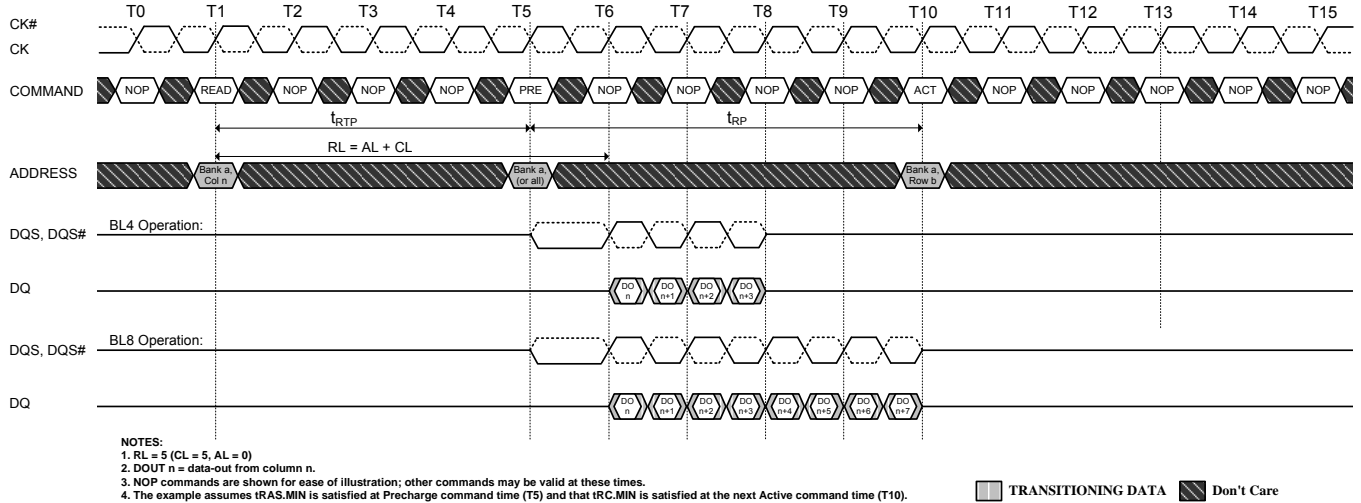 T0 T1 T2 T3 T4 T5 T6 T7 T8 T9 T10 T11 T12 T13 T14 T15
CK#
CK
COMMAND NOP READ NOP NOP NOP PRE NOP NOP NOP NOP ACT NOP NOP NOP NOP NOP
tRTP tRP
RL = AL + CL
ADDRESS
Bank a, Bank a, Bank a,
Col n (or all) Row b
BL4 Operation:
DQS, DQS#
DQ
DO DO DO DO
n n+1 n+2 n+3
BL8 Operation:
DQS, DQS#
DQ
DO DO DO DO DO DO DO DO
n n+1 n+2 n+3 n+4 n+5 n+6 n+7
NOTES:
1. RL = 5 (CL = 5, AL = 0)
2. DOUT n = data-out from column n.
3. NOP commands are shown for ease of illustration; other commands may be valid at these times.
4. The example assumes tRAS.MIN is satisfied at Precharge command time (T5) and that tRC.MIN is satisfied at the next Active command time (T10).
TRANSITIONING DATA Don't Care